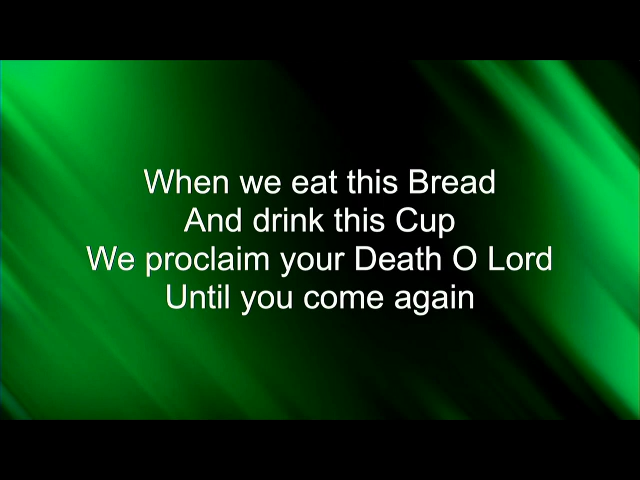 When we eat this Bread
And drink this Cup
We proclaim your Death O Lord
Until you come again